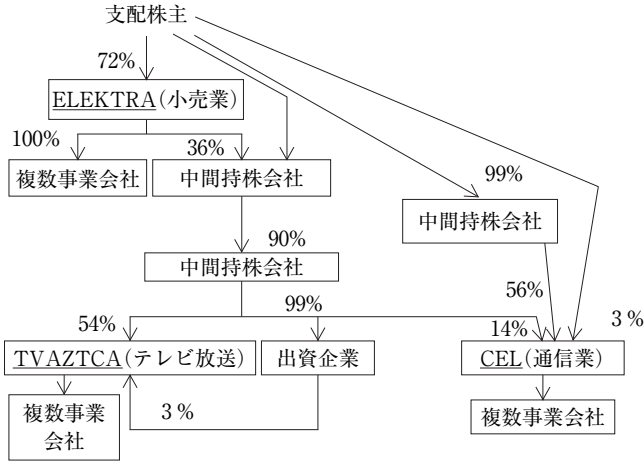 支配株主
72%
ELEKTRA(小売業)
100%
36%
複数事業会社
中間持株会社
99%
中間持株会社
90%
中間持株会社
56%
99%
54%
14%
3%
TVAZTCA(テレビ放送)
出資企業
CEL(通信業)
複数事業
会社
3%
複数事業会社